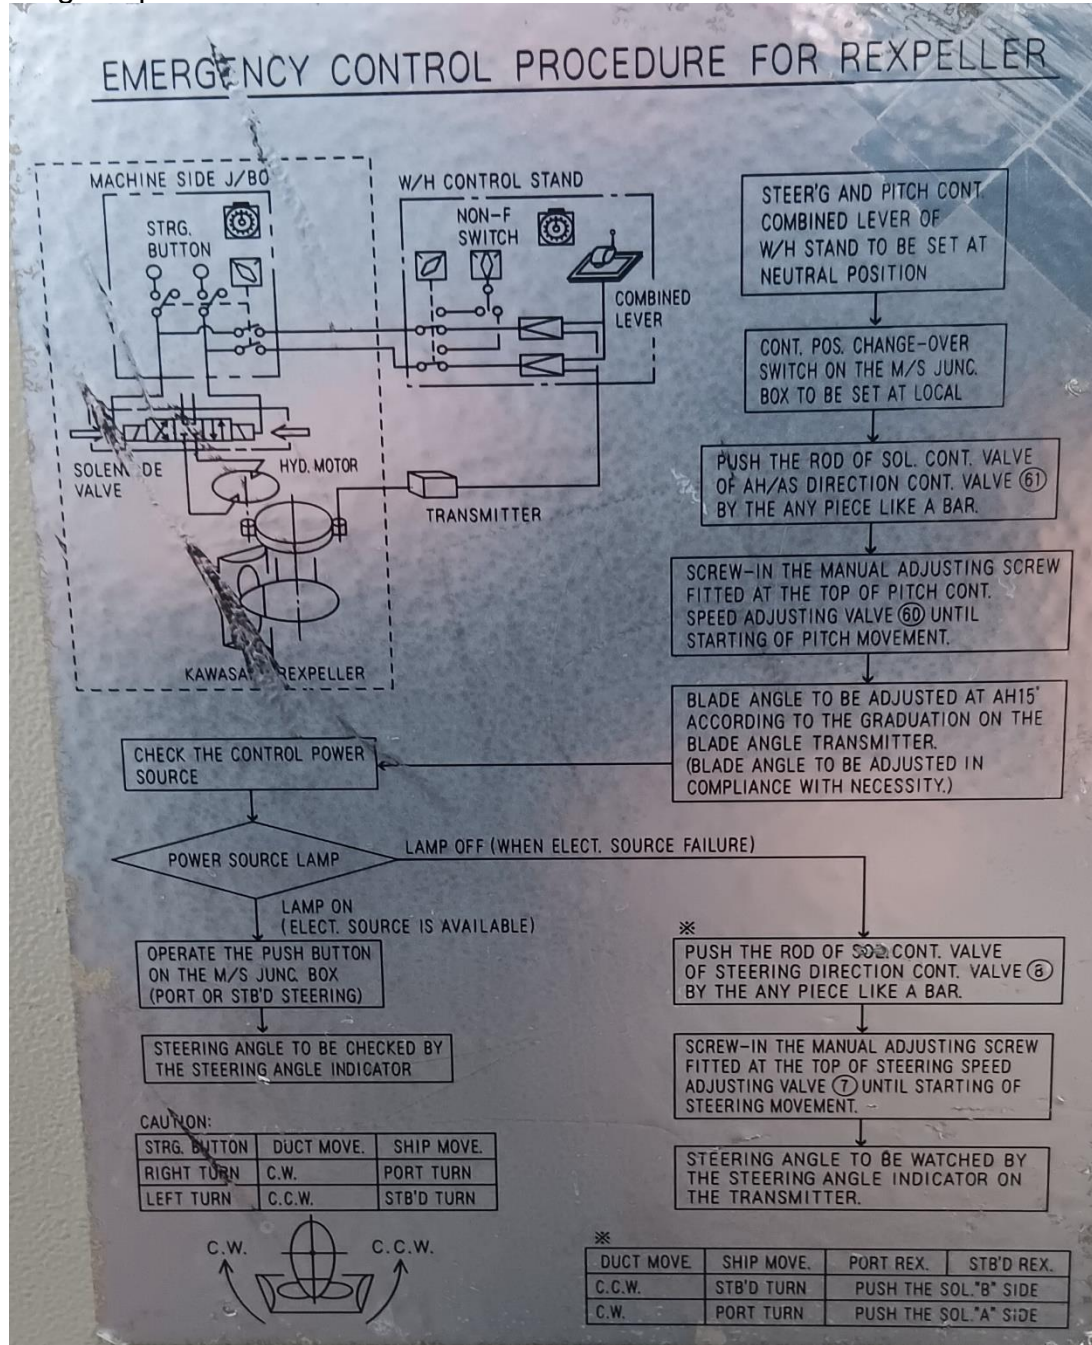 EMERGENCY CONTROL PROCEDURE FOR REXPELLER
MACHINE SIDE J/BO
STRG.
BUTTON
W/H CONTROL STAND
NON-F
SWITCH
COMBINED
LEVER
SOLEN DE
VALVE
HYD. MOTOR
TRANSMITTER
KAWASA REXPELLER
STEER'G AND PITCH CONT.
COMBINED LEVER OF
W/H STAND TO BE SET AT
NEUTRAL POSITION
CONT. POS. CHANGE-OVER
SWITCH ON THE M/S JUNC.
BOX TO BE SET AT LOCAL
PUSH THE ROD OF SOL. CONT. VALVE
OF AH/AS DIRECTION CONT. VALVE 61
BY THE ANY PIECE LIKE A BAR.
SCREW-IN THE MANUAL ADJUSTING SCREW
FITTED AT THE TOP OF PITCH CONT.
SPEED ADJUSTING VALVE 60 UNTIL
STARTING OF PITCH MOVEMENT.
BLADE ANGLE TO BE ADJUSTED AT AH15°
ACCORDING TO THE GRADUATION ON THE
BLADE ANGLE TRANSMITTER.
(BLADE ANGLE TO BE ADJUSTED IN
COMPLIANCE WITH NECESSITY.)
CHECK THE CONTROL POWER
SOURCE
POWER SOURCE LAMP
LAMP OFF (WHEN ELECT. SOURCE FAILURE)
LAMP ON
(ELECT. SOURCE IS AVAILABLE)
OPERATE THE PUSH BUTTON
ON THE M/S JUNC. BOX
(PORT OR STB'D STEERING)
STEERING ANGLE TO BE CHECKED BY
THE STEERING ANGLE INDICATOR
※
PUSH THE ROD OF SOL.CONT. VALVE
OF STEERING DIRECTION CONT. VALVE 8
BY THE ANY PIECE LIKE A BAR.
SCREW-IN THE MANUAL ADJUSTING SCREW
FITTED AT THE TOP OF STEERING SPEED
ADJUSTING VALVE 7 UNTIL STARTING OF
STEERING MOVEMENT.
STEERING ANGLE TO BE WATCHED BY
THE STEERING ANGLE INDICATOR ON
THE TRANSMITTER.
CAUTION:
STRG. BUTTON DUCT MOVE. SHIP MOVE.
RIGHT TURN C.W. PORT TURN
LEFT TURN C.C.W. STB'D TURN
C.W. C.C.W.
※
DUCT MOVE. SHIP MOVE. PORT REX. STB'D REX.
C.C.W. STB'D TURN PUSH THE SOL."B" SIDE
C.W. PORT TURN PUSH THE SOL."A" SIDE